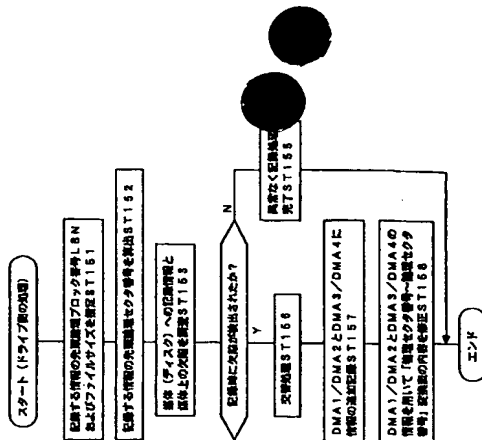 スタート(ドライブ側の処理)
記録する情報の先頭論理ブロック番号LBN
およびファイルサイズを指定ST151
記録する情報の先頭論理セクタ番号を算出ST152
媒体(ディスク)への記録情報と
媒体上の欠陥を ST153
記録時に欠陥が検出されたか?
N
異常なく記録処理
完了ST155
Y
交替処理ST156
DMA1/DMA2とDMA3/DMA4に
情報の追加記録ST157
DMA1/DMA2とDMA3/DMA4の
情報を用いて「物理セクタ番号~論理セクタ
番号」変換表の内容を修正ST158
エンド